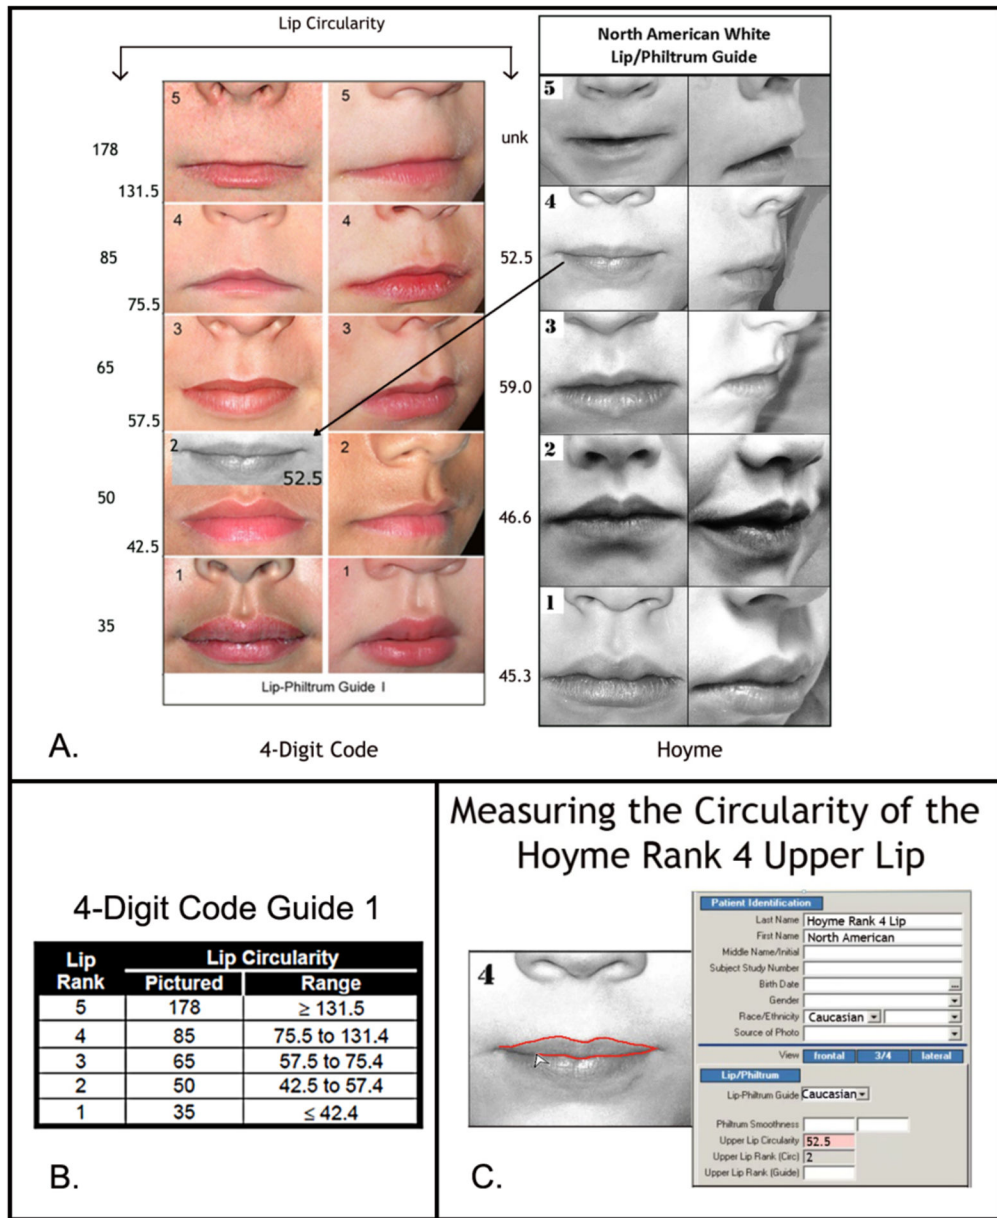 Lip Circularity
North American White
Lip/Philtrum Guide
5
5
178
131.5
4
4
85
75.5
3
3
65
57.5
2
52.5
2
50
42.5
1
1
35
Lip-Philtrum Guide I
4-Digit Code
unk
5
52.5
4
59.0
3
46.6
2
45.3
1
Hoyme
A.
4-Digit Code Guide 1
Lip Rank
Lip Circularity
Pictured
Range
5 178 ≥ 131.5
4 85 75.5 to 131.4
3 65 57.5 to 75.4
2 50 42.5 to 57.4
1 35 ≤ 42.4
B.
Measuring the Circularity of the
Hoyme Rank 4 Upper Lip
4
Patient Identification
Last Name Hoyme Rank 4 Lip
First Name North American
Middle Name/Initial
Subject Study Number
Birth Date ...
Gender
Race/Ethnicity Caucasian
Source of Photo
View frontal 3/4 lateral
Lip/Philtrum
Lip-Philtrum Guide Caucasian
Philtrum Smoothness
Upper Lip Circularity 52.5
Upper Lip Rank (Circ) 2
Upper Lip Rank (Guide)
C.